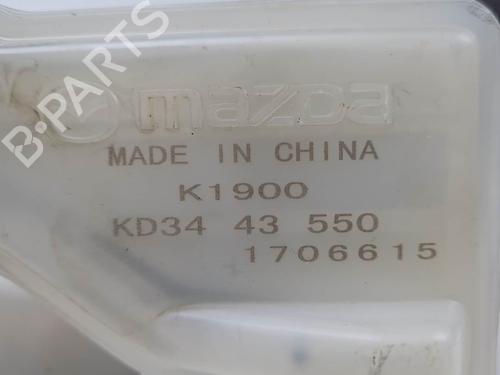 B-PARTS
mazda
MADE IN CHINA
K1900
KD34 43 550
1706615